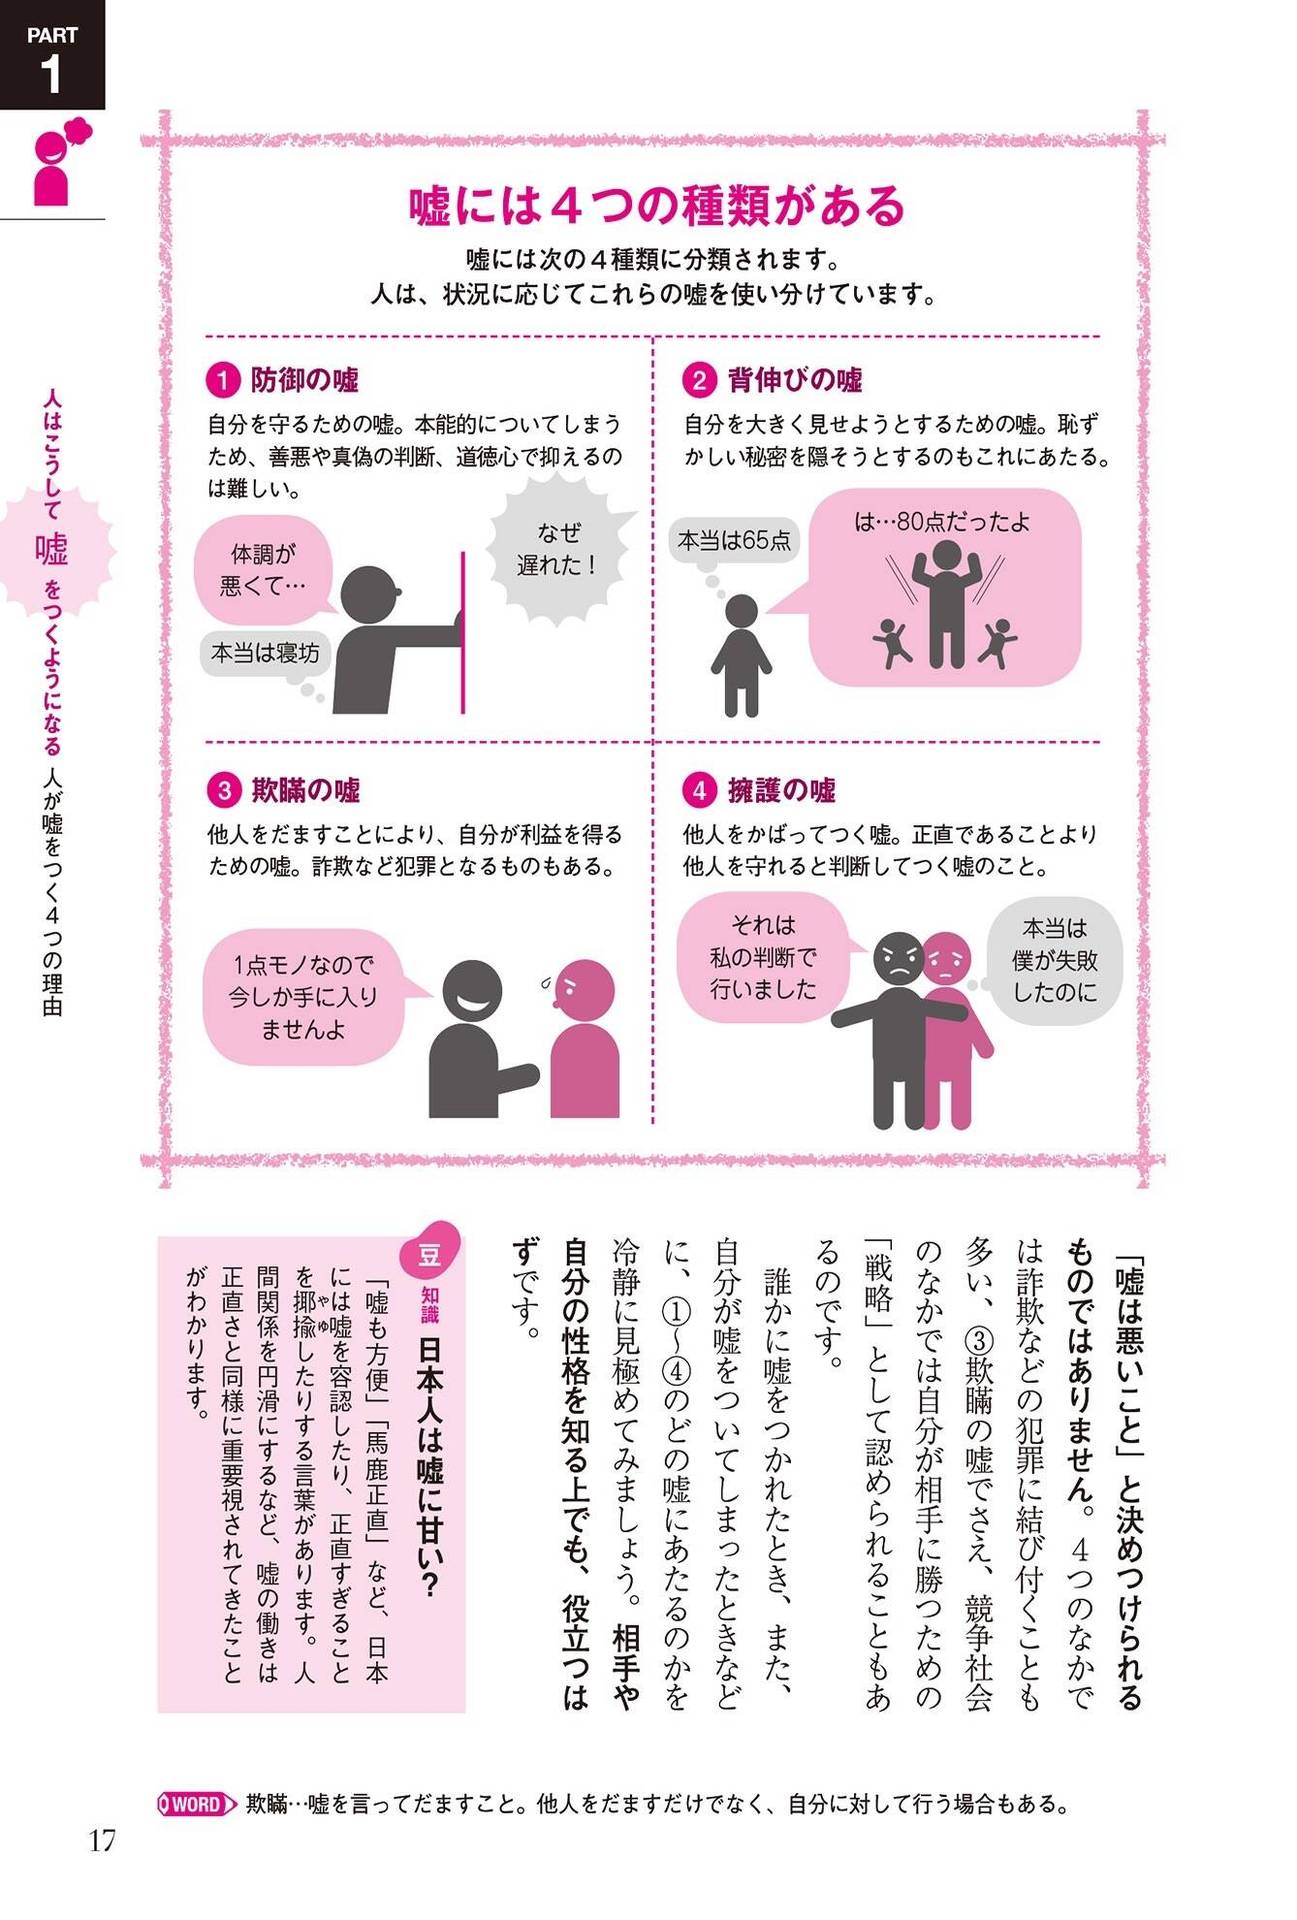 PART
1
人はこうして
嘘
をつくようになる
人が嘘をつく4つの理由
嘘には４つの種類がある
嘘には次の４種類に分類されます。
人は、状況に応じてこれらの嘘を使い分けています。
1 防御の嘘
自分を守るための嘘。本能的についてしまう
ため、善悪や真偽の判断、道徳心で抑えるの
は難しい。
なぜ
遅れた！
体調が
悪くて…
本当は寝坊
2 背伸びの嘘
自分を大きく見せようとするための嘘。恥ず
かしい秘密を隠そうとするのもこれにあたる。
は…80点だったよ
本当は65点
3 欺瞞の嘘
他人をだますことにより、自分が利益を得る
ための嘘。詐欺など犯罪となるものもある。
1点モノなので
今しか手に入り
ませんよ
4 擁護の嘘
他人をかばってつく嘘。正直であることより
他人を守れると判断してつく嘘のこと。
それは
私の判断で
行いました
本当は
僕が失敗
したのに
「嘘は悪いこと」と決めつけられる
ものではありません。４つのなかで
は詐欺などの犯罪に結び付くことも
多い、③欺瞞の嘘でさえ、競争社会
のなかでは自分が相手に勝つための
「戦略」として認められることもあ
るのです。
誰かに嘘をつかれたとき、また、
自分が嘘をついてしまったときなど
に、①〜④のどの嘘にあたるのかを
冷静に見極めてみましょう。相手や
自分の性格を知る上でも、役立つは
ずです。
豆知識 日本人は嘘に甘い？
「嘘も方便」「馬鹿正直」など、日本
には嘘を容認したり、正直すぎること
を揶揄したりする言葉があります。人
やゆ
間関係を円滑にするなど、嘘の働きは
正直さと同様に重要視されてきたこと
がわかります。
WORD 欺瞞…嘘を言ってだますこと。他人をだますだけでなく、自分に対して行う場合もある。
17